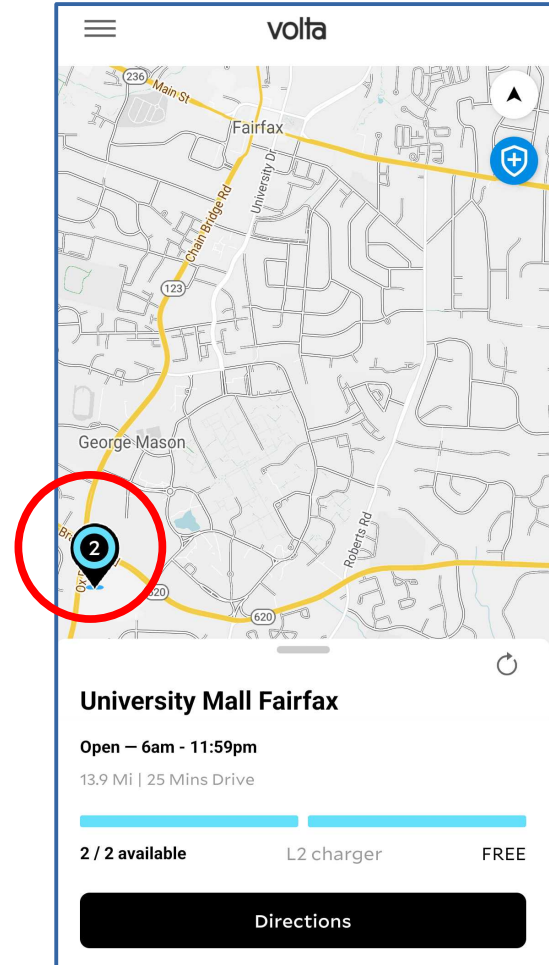 volta
236
Main St
Fairfax
University Dr
Chain Bridge Rd
123
George Mason
2
Roberts Rd
620
620
University Mall Fairfax
Open — 6am - 11:59pm
13.9 Mi | 25 Mins Drive
2 / 2 available L2 charger FREE
Directions